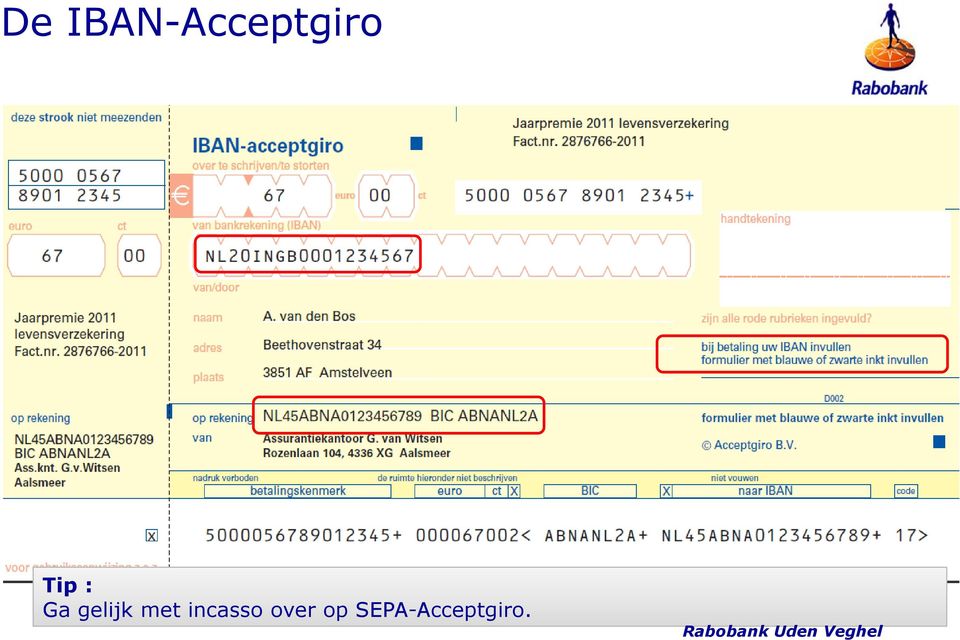 De IBAN-Acceptgiro
Rabobank
deze strook niet meezenden
5000 0567
8901 2345
euro ct
67 00
Jaarpremie 2011
levensverzekering
Fact.nr. 2876766-2011
op rekening
NL45ABNA0123456789
BIC ABNANL2A
Ass.knt. G.v.Witsen
Aalsmeer
X
IBAN-acceptgiro
over te schrijven/te storten
€ 67 euro 00 ct
Jaarpremie 2011 levensverzekering
Fact.nr. 2876766-2011
5000 0567 8901 2345+
van bankrekening (IBAN)
NL20INGB0001234567
handtekening
van/door
naam A. van den Bos
adres Beethovenstraat 34
plaats 3851 AF Amstelveen
zijn alle rode rubrieken ingevuld?
bij betaling uw IBAN invullen
formulier met blauwe of zwarte inkt invullen
D002
op rekening NL45ABNA0123456789 BIC ABNANL2A
van Assurantiekantoor G. van Witsen
Rozenlaan 104, 4336 XG Aalsmeer
formulier met blauwe of zwarte inkt invullen
© Acceptgiro B.V.
nadruk verboden de ruimte hieronder niet beschrijven niet vouwen
betalingskenmerk euro ct X BIC X naar IBAN code
5000056789012345+ 000067002< ABNANL2A+ NL45ABNA0123456789+ 17>
Tip :
Ga gelijk met incasso over op SEPA-Acceptgiro.
Rabobank Uden Veghel